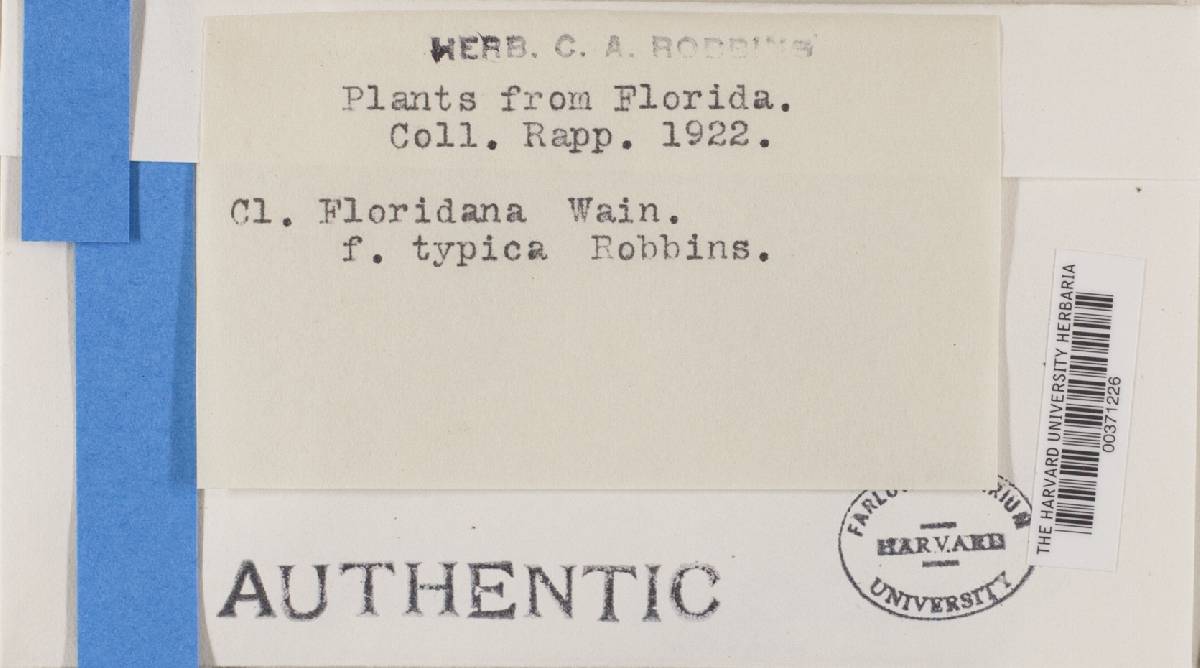 HERB. C. A. ROBBINS
Plants from Florida.
Coll. Rapp. 1922.
Cl. Floridana Wain.
f. typica Robbins.
AUTHENTIC
HARVARD
UNIVERSITY
THE HARVARD UNIVERSITY HERBARIA
00371226